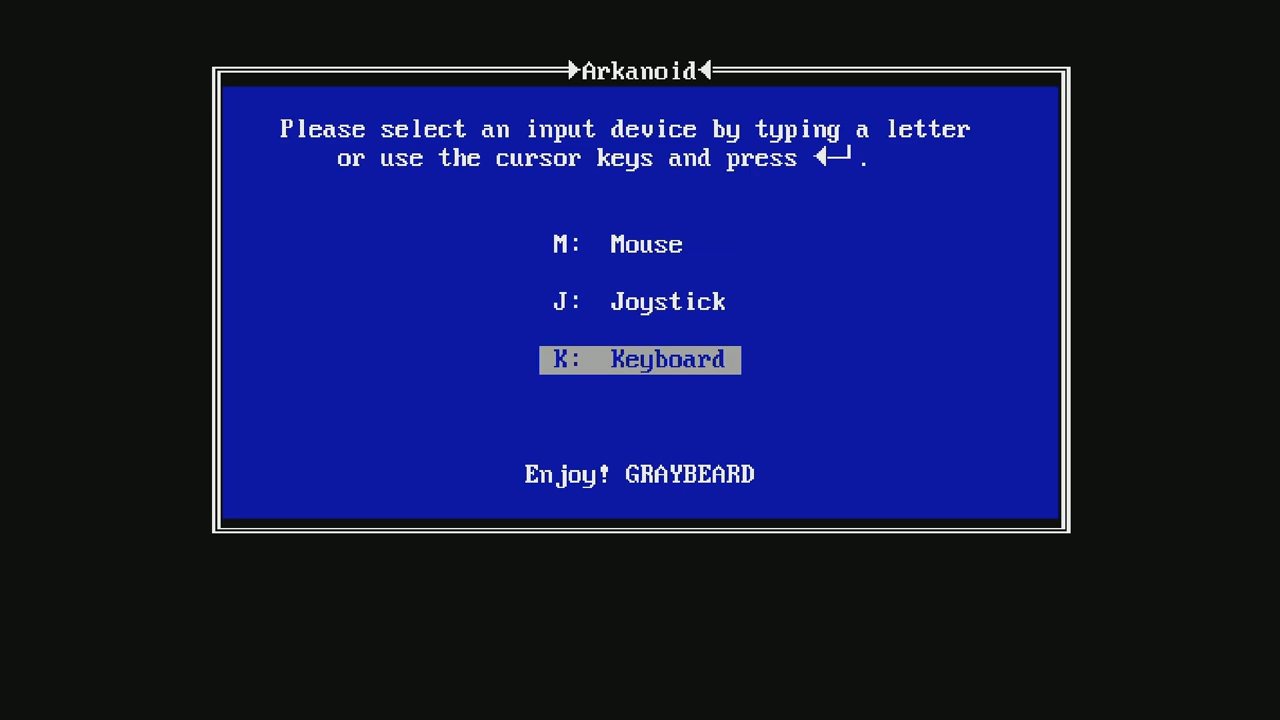 Arkanoid
Please select an input device by typing a letter
or use the cursor keys and press ◄─┘.
M: Mouse
J: Joystick
K: Keyboard
Enjoy! GRAYBEARD